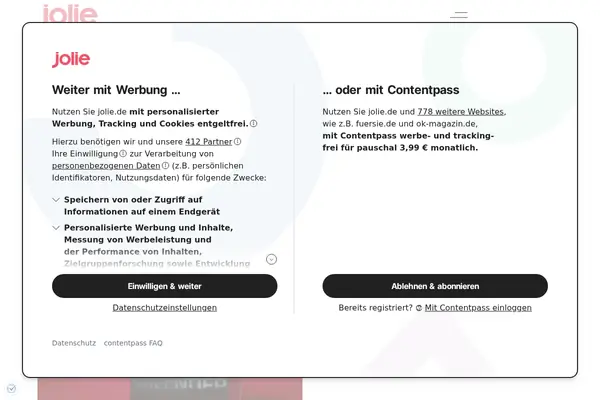 jolie
jolie
Weiter mit Werbung ...
Nutzen Sie jolie.de mit personalisierter
Werbung, Tracking und Cookies entgeltfrei.
Hierzu benötigen wir und unsere 412 Partner
Ihre Einwilligung zur Verarbeitung von
personenbezogenen Daten (z.B. persönlichen
Identifikatoren, Nutzungsdaten) für folgende Zwecke:
Speichern von oder Zugriff auf
Informationen auf einem Endgerät
Personalisierte Werbung und Inhalte,
Messung von Werbeleistung und
der Performance von Inhalten,
Zielgruppenforschung sowie Entwicklung
Einwilligen & weiter
Datenschutzeinstellungen
... oder mit Contentpass
Nutzen Sie jolie.de und 778 weitere Websites,
wie z.B. fuersie.de und ok-magazin.de,
mit Contentpass werbe- und tracking-
frei für pauschal 3,99 € monatlich.
Ablehnen & abonnieren
Bereits registriert? Mit Contentpass einloggen
Datenschutz contentpass FAQ